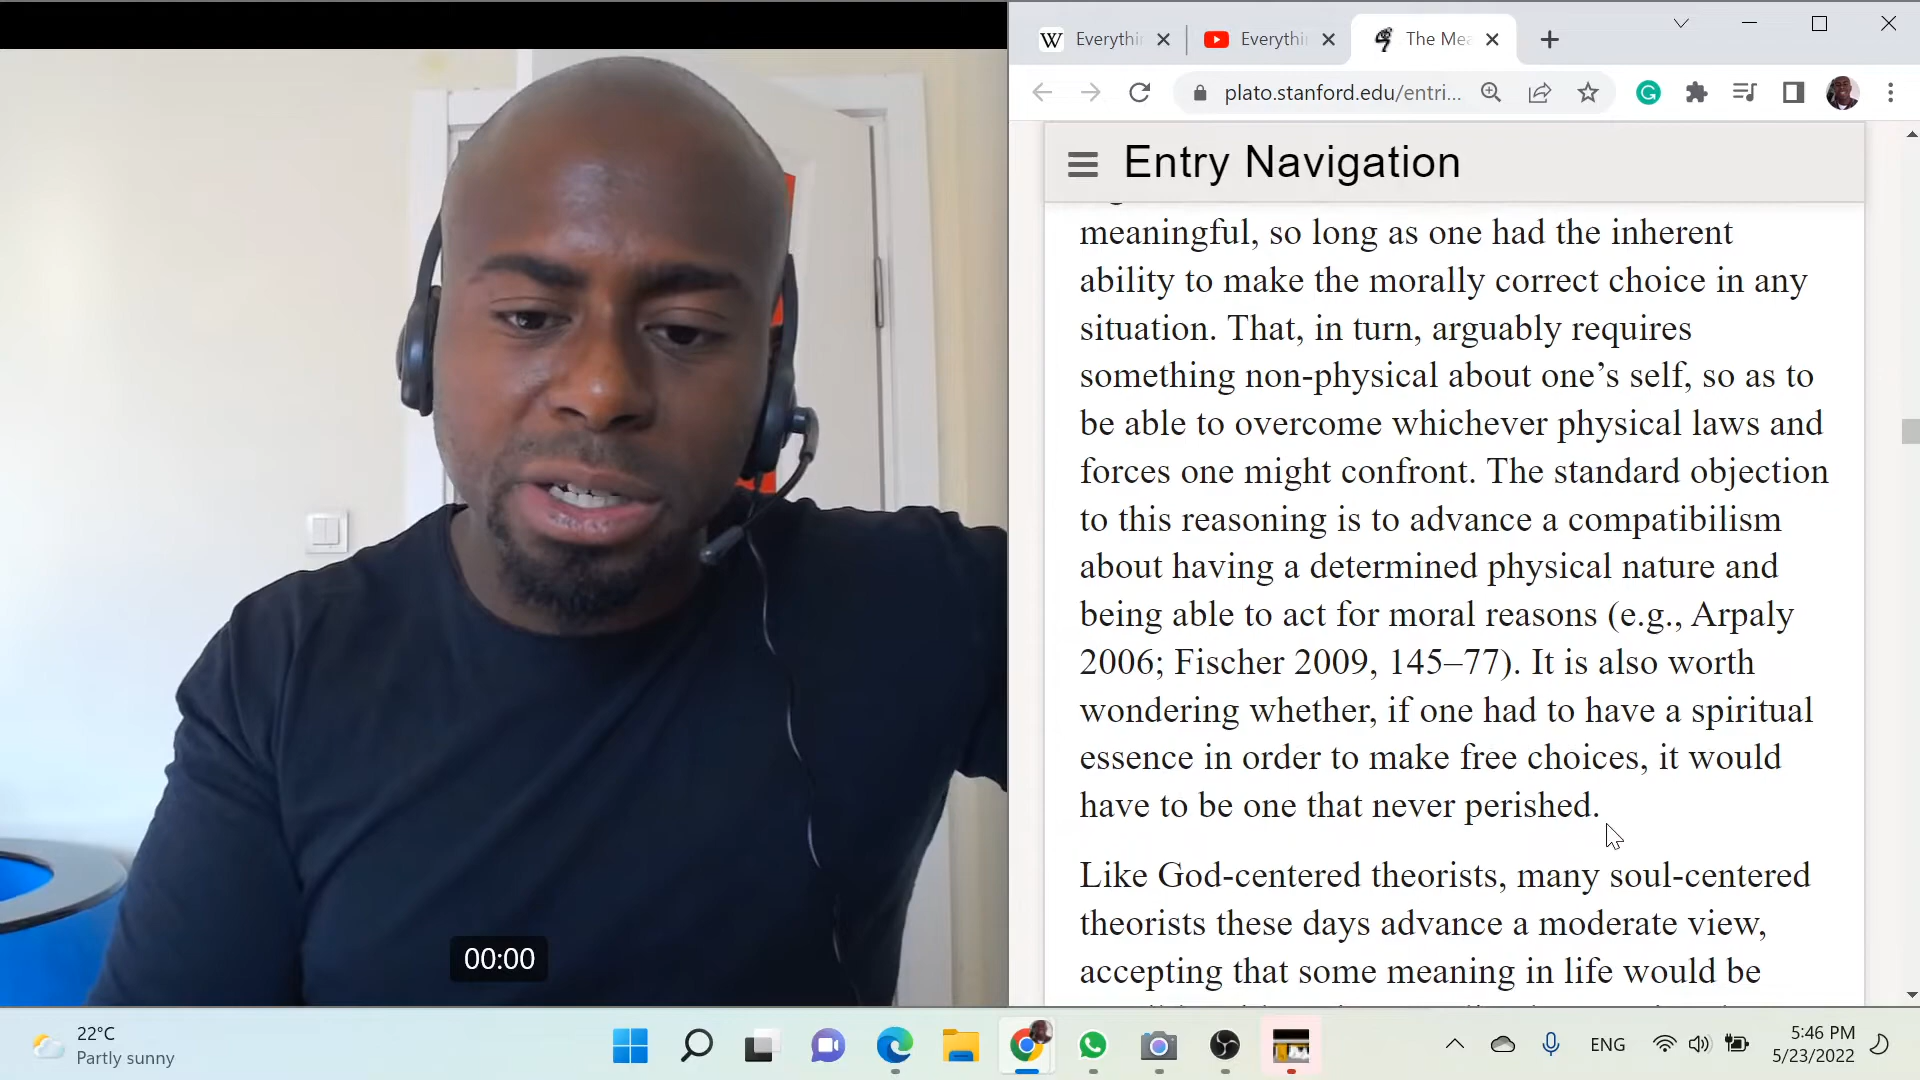 Everythi
Everythi
The Mea
plato.stanford.edu/entri...
Entry Navigation
meaningful, so long as one had the inherent
ability to make the morally correct choice in any
situation. That, in turn, arguably requires
something non-physical about one’s self, so as to
be able to overcome whichever physical laws and
forces one might confront. The standard objection
to this reasoning is to advance a compatibilism
about having a determined physical nature and
being able to act for moral reasons (e.g., Arpaly
2006; Fischer 2009, 145–77). It is also worth
wondering whether, if one had to have a spiritual
essence in order to make free choices, it would
have to be one that never perished.
Like God-centered theorists, many soul-centered
theorists these days advance a moderate view,
accepting that some meaning in life would be
00:00
22°C
Partly sunny
ENG
5:46 PM
5/23/2022